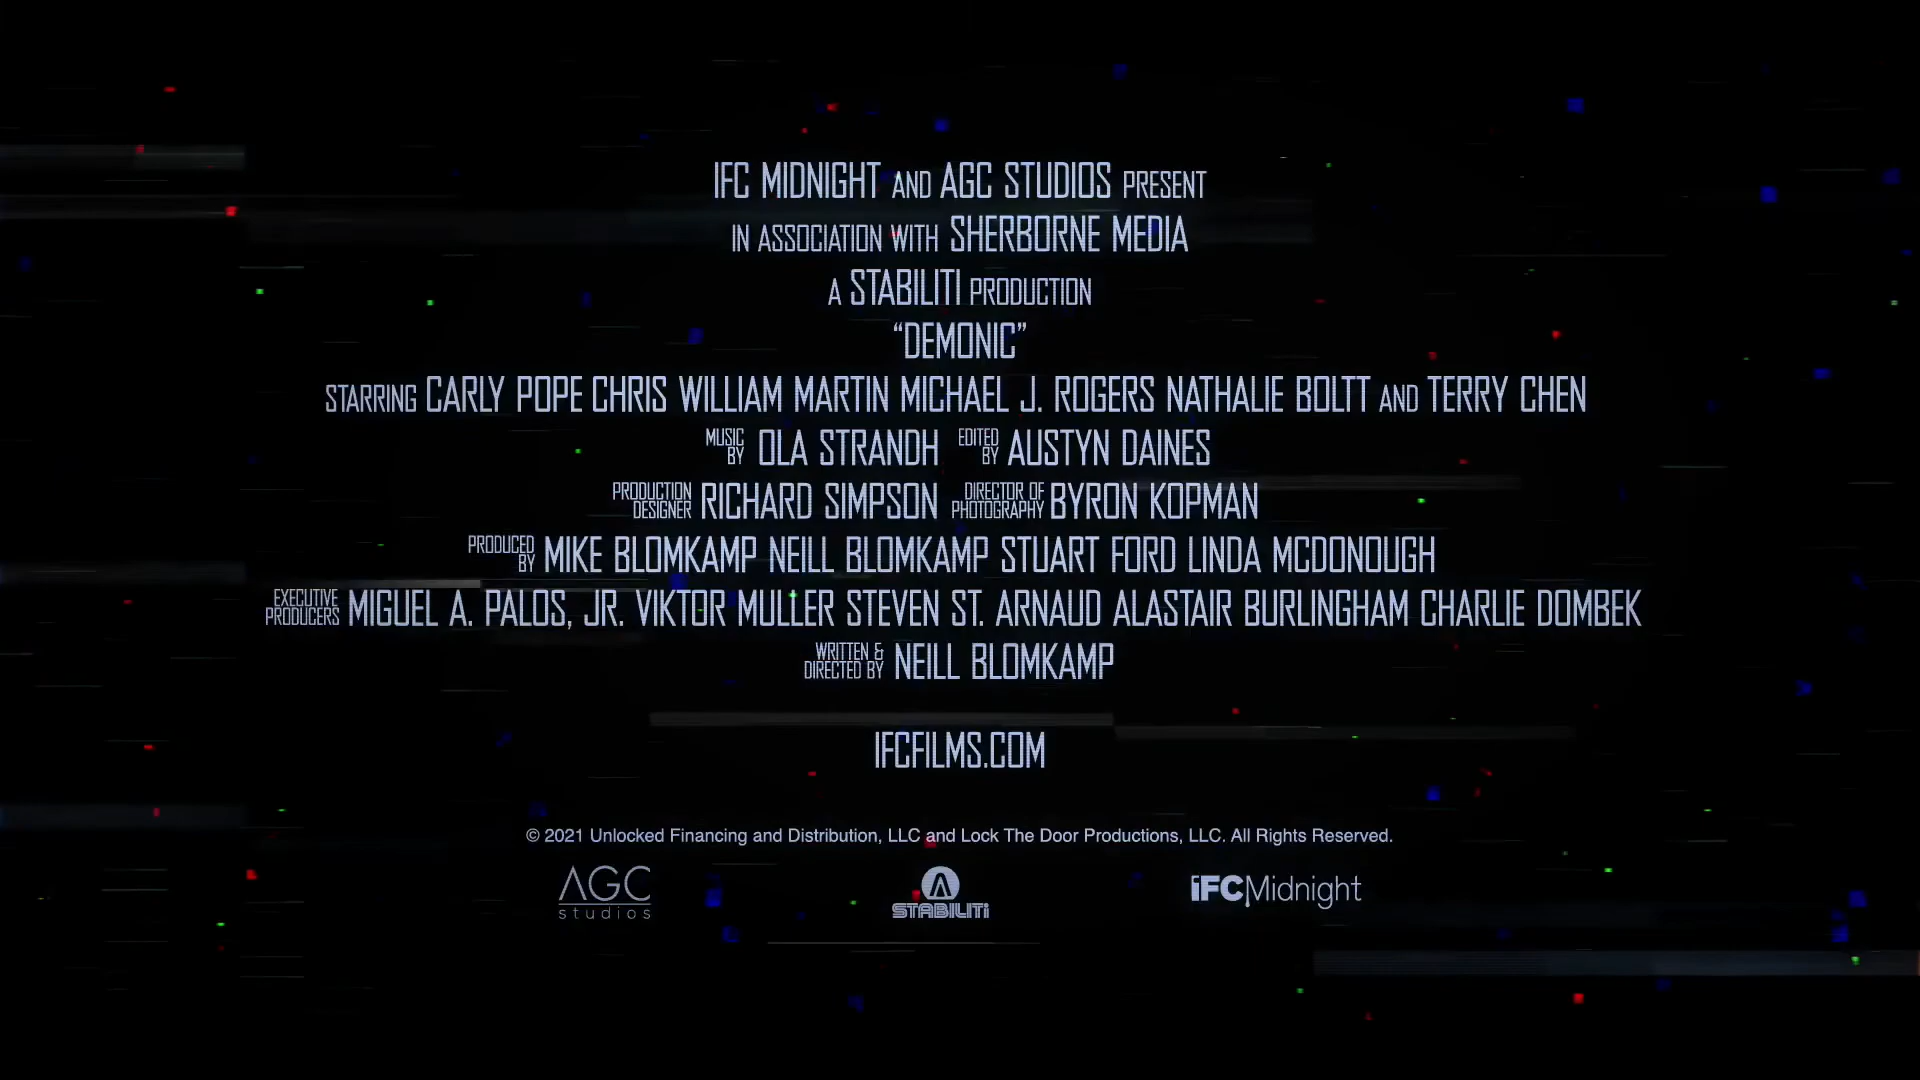 IFC MIDNIGHT AND AGC STUDIOS PRESENT
IN ASSOCIATION WITH SHERBORNE MEDIA
A STABILITI PRODUCTION
“DEMONIC”
STARRING CARLY POPE CHRIS WILLIAM MARTIN MICHAEL J. ROGERS NATHALIE BOLTT AND TERRY CHEN
MUSIC BY OLA STRANDH EDITED BY AUSTYN DAINES
PRODUCTION DESIGNER RICHARD SIMPSON DIRECTOR OF PHOTOGRAPHY BYRON KOPMAN
PRODUCED BY MIKE BLOMKAMP NEILL BLOMKAMP STUART FORD LINDA MCDONOUGH
EXECUTIVE PRODUCERS MIGUEL A. PALOS, JR. VIKTOR MULLER STEVEN ST. ARNAUD ALASTAIR BURLINGHAM CHARLIE DOMBEK
WRITTEN & DIRECTED BY NEILL BLOMKAMP
IFCFILMS.COM
© 2021 Unlocked Financing and Distribution, LLC and Lock The Door Productions, LLC. All Rights Reserved.
AGC studios STABILITi iFC Midnight